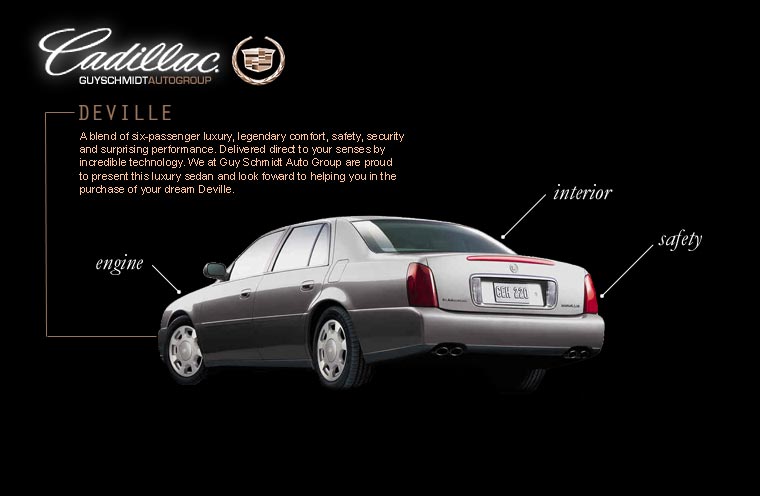 Cadillac.
GUYSCHMIDTAUTOGROUP
DEVILLE
A blend of six-passenger luxury, legendary comfort, safety, security
and surprising performance. Delivered direct to your senses by
incredible technology. We at Guy Schmidt Auto Group are proud
to present this luxury sedan and look foward to helping you in the
purchase of your dream Deville.
interior
safety
engine